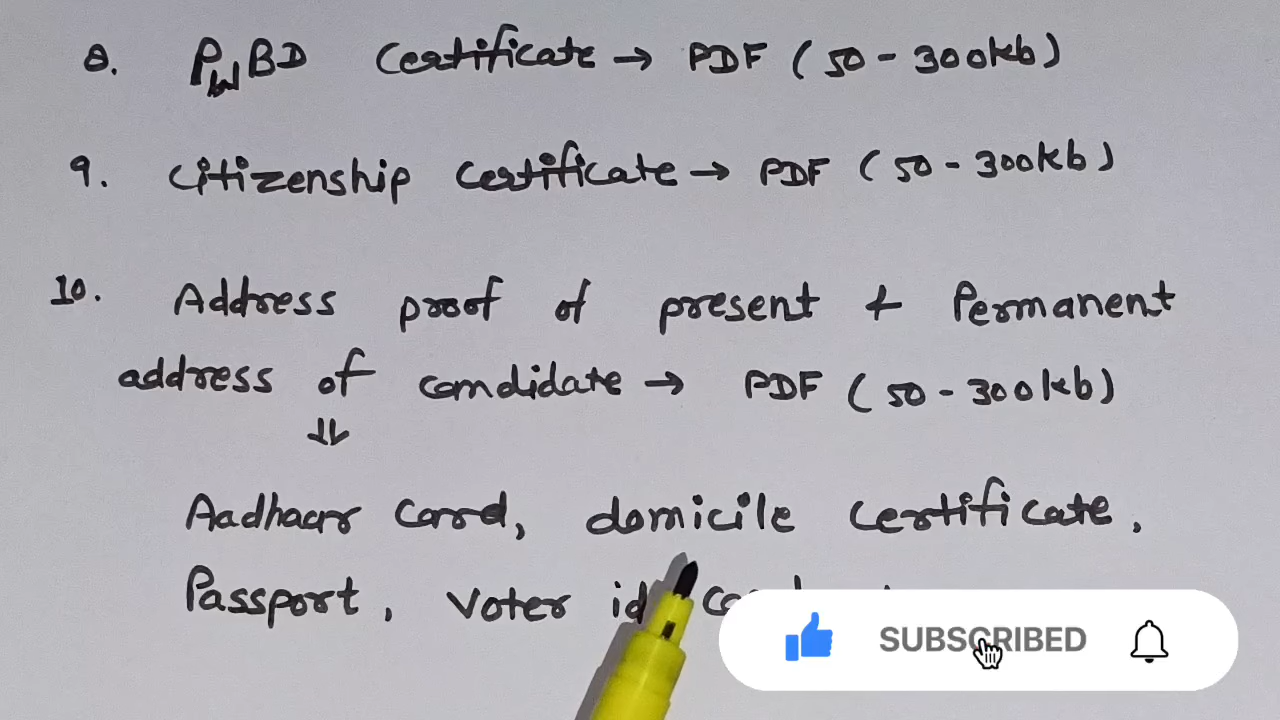 8. PwBD Certificate → PDF (50 - 300kb)
9. Citizenship Certificate → PDF (50 - 300kb)
10. Address proof of present + Permanent
address of candidate → PDF (50 - 300kb)
Aadhaar Card, domicile certificate,
Passport, voter id
SUBSCRIBED